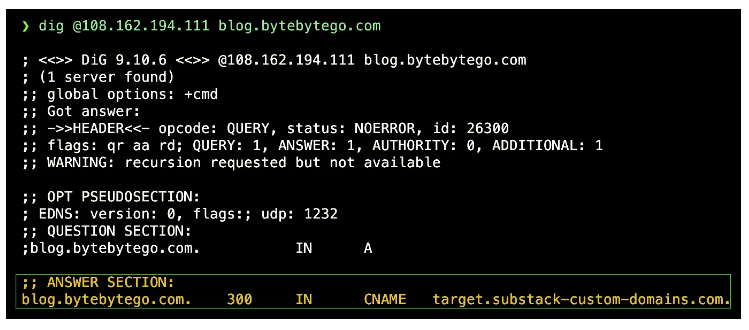 ❯ dig @108.162.194.111 blog.bytebytego.com
; <<>> DiG 9.10.6 <<>> @108.162.194.111 blog.bytebytego.com
; (1 server found)
;; global options: +cmd
;; Got answer:
;; ->>HEADER<<- opcode: QUERY, status: NOERROR, id: 26300
;; flags: qr aa rd; QUERY: 1, ANSWER: 1, AUTHORITY: 0, ADDITIONAL: 1
;; WARNING: recursion requested but not available
;; OPT PSEUDOSECTION:
; EDNS: version: 0, flags:; udp: 1232
;; QUESTION SECTION:
;blog.bytebytego.com. IN A
;; ANSWER SECTION:
blog.bytebytego.com. 300 IN CNAME target.substack-custom-domains.com.